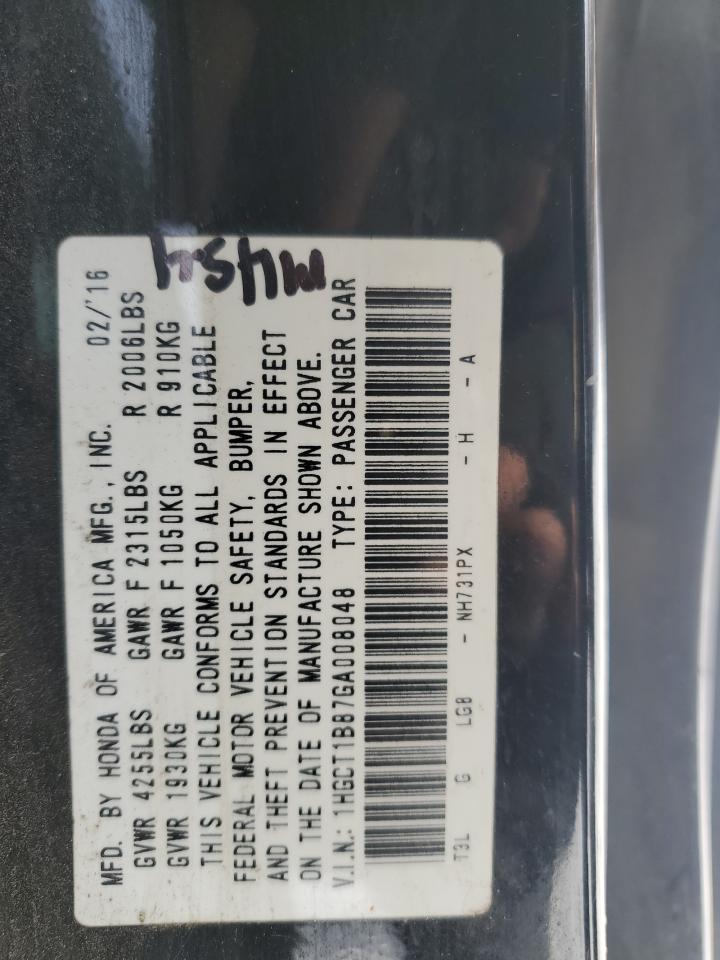 MFD. BY HONDA OF AMERICA MFG., INC. 02/'16
GVWR 4255LBS GAWR F 2315LBS R 2006LBS
GVWR 1930KG GAWR F 1050KG R 910KG
THIS VEHICLE CONFORMS TO ALL APPLICABLE
FEDERAL MOTOR VEHICLE SAFETY, BUMPER,
AND THEFT PREVENTION STANDARDS IN EFFECT
ON THE DATE OF MANUFACTURE SHOWN ABOVE.
V.I.N.: 1HGCT1B87GA008048 TYPE: PASSENGER CAR
T3L G LG8 - NH731PX - H - A